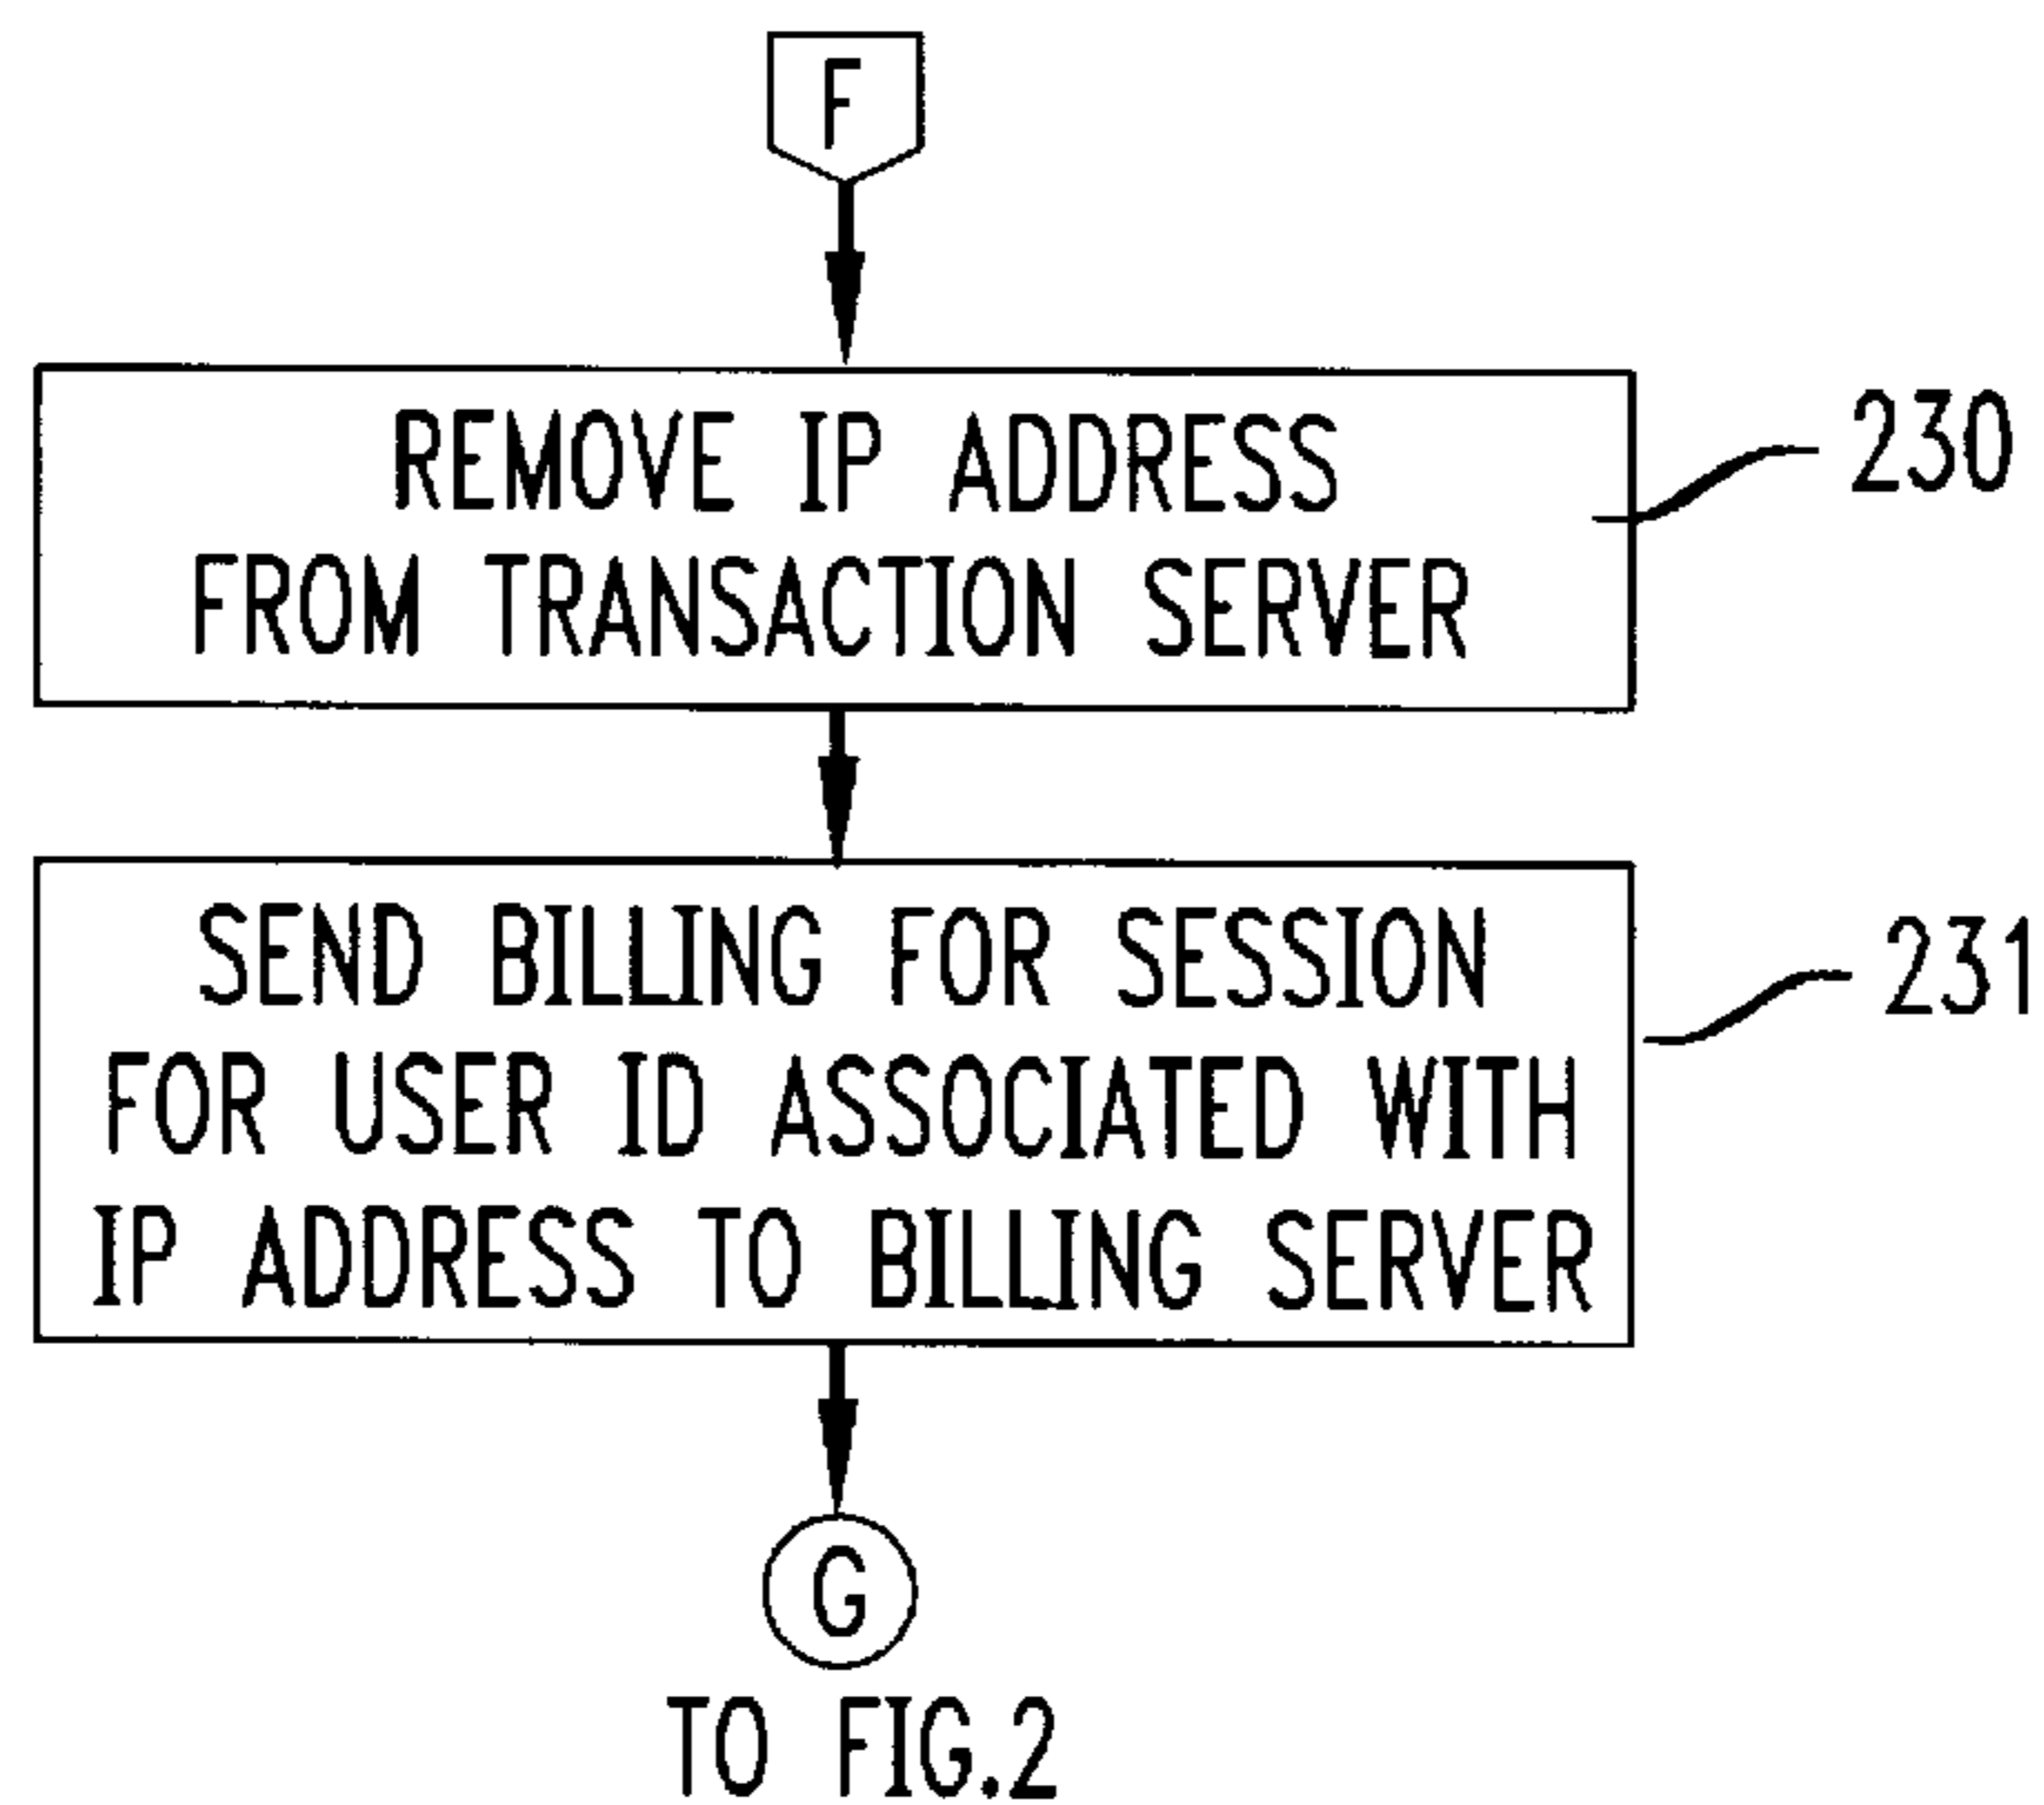 F
REMOVE IP ADDRESS
FROM TRANSACTION SERVER
230
SEND BILLING FOR SESSION
FOR USER ID ASSOCIATED WITH
IP ADDRESS TO BILLING SERVER
231
G
TO FIG.2